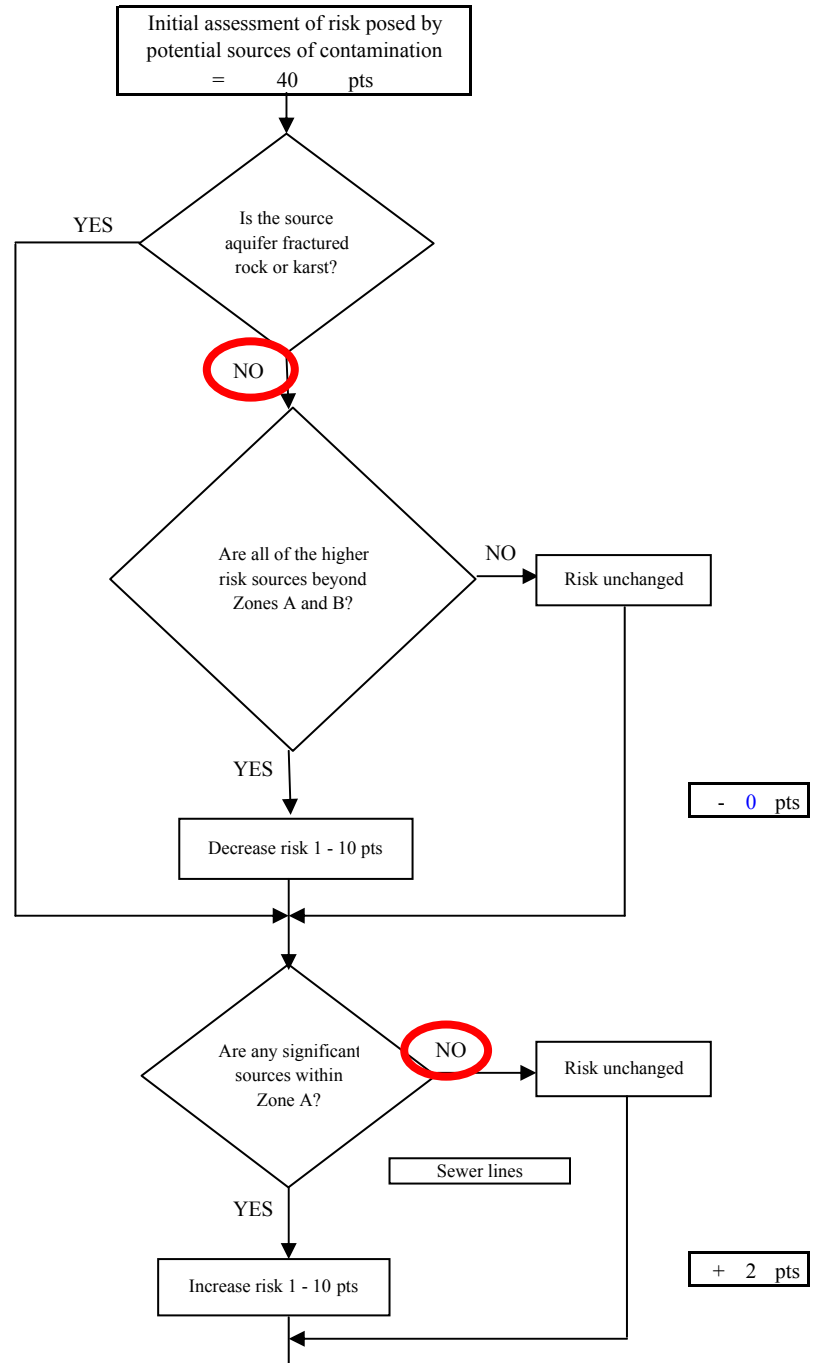 Initial assessment of risk posed by
potential sources of contamination
= 40 pts
YES
Is the source
aquifer fractured
rock or karst?
NO
Are all of the higher
risk sources beyond
Zones A and B?
NO
Risk unchanged
YES
- 0 pts
Decrease risk 1 - 10 pts
Are any significant
sources within
Zone A?
NO
Risk unchanged
Sewer lines
YES
+ 2 pts
Increase risk 1 - 10 pts